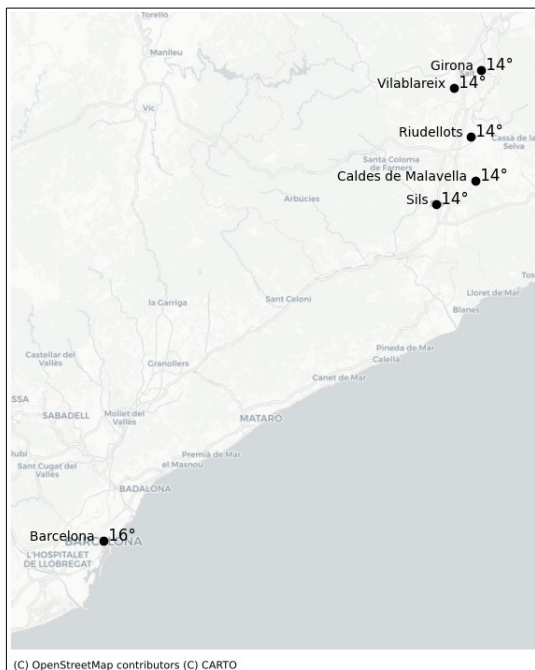 Torello
Manlleu
Girona 14°
Salt
Vilablareix 14°
Vic
Riudellots 14°
Cassà de la
Selva
Santa Coloma
de Farners
Caldes de Malavella 14°
Arbúcies
Sils 14°
Tos
Lloret de Mar
Sant Celoni
la Garriga
Blanes
Pineda de Mar
Castellar del
Vallès
Calella
Granollers
Canet de Mar
SSA
SABADELL
Mollet del
Vallès
MATARO
Rubí
Premià de Mar
Sant Cugat del
Vallès
el Masnou
BADALONA
Barcelona 16°
BARCELONA
L'HOSPITALET
DE LLOBREGAT
(C) OpenStreetMap contributors (C) CARTO